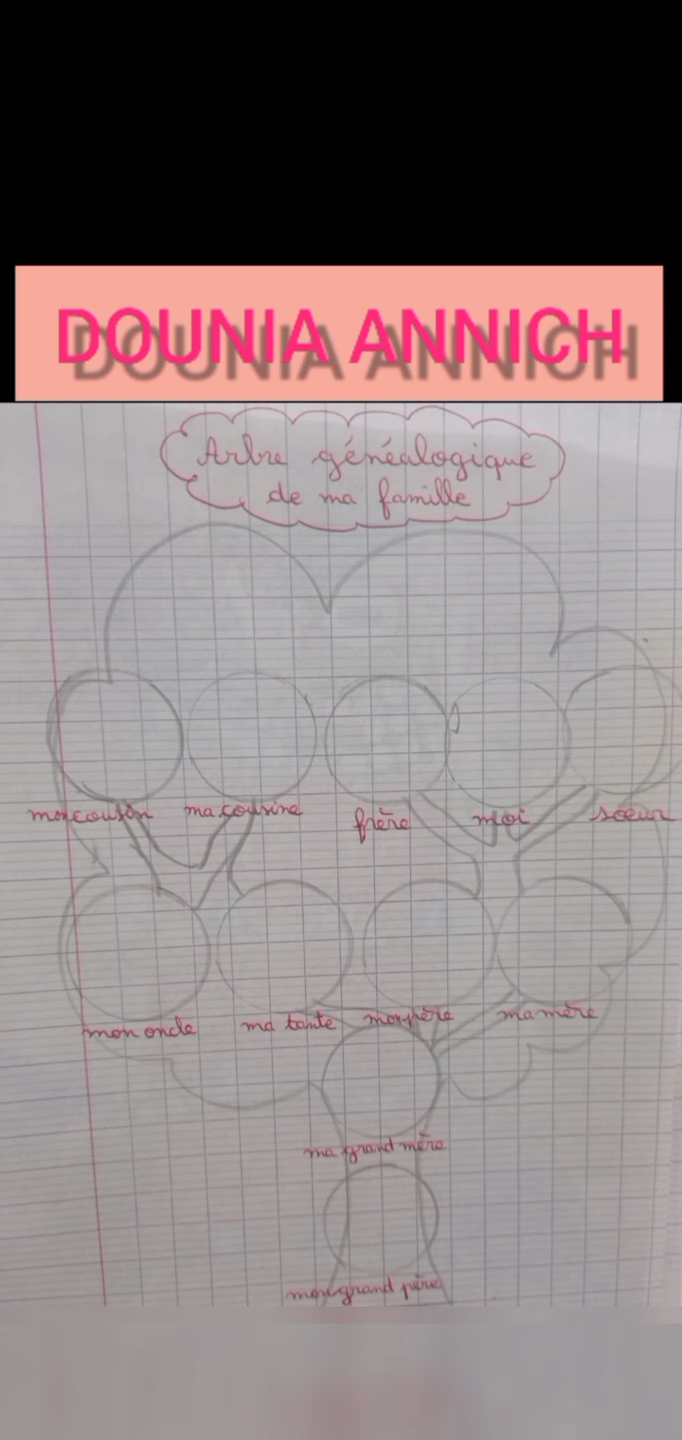 DOUNIA ANNICH
Arbre généalogique
de ma famille
mon cousin ma cousine frère moi soeur
mon oncle ma tante mon père ma mère
ma grand mère
mon grand père